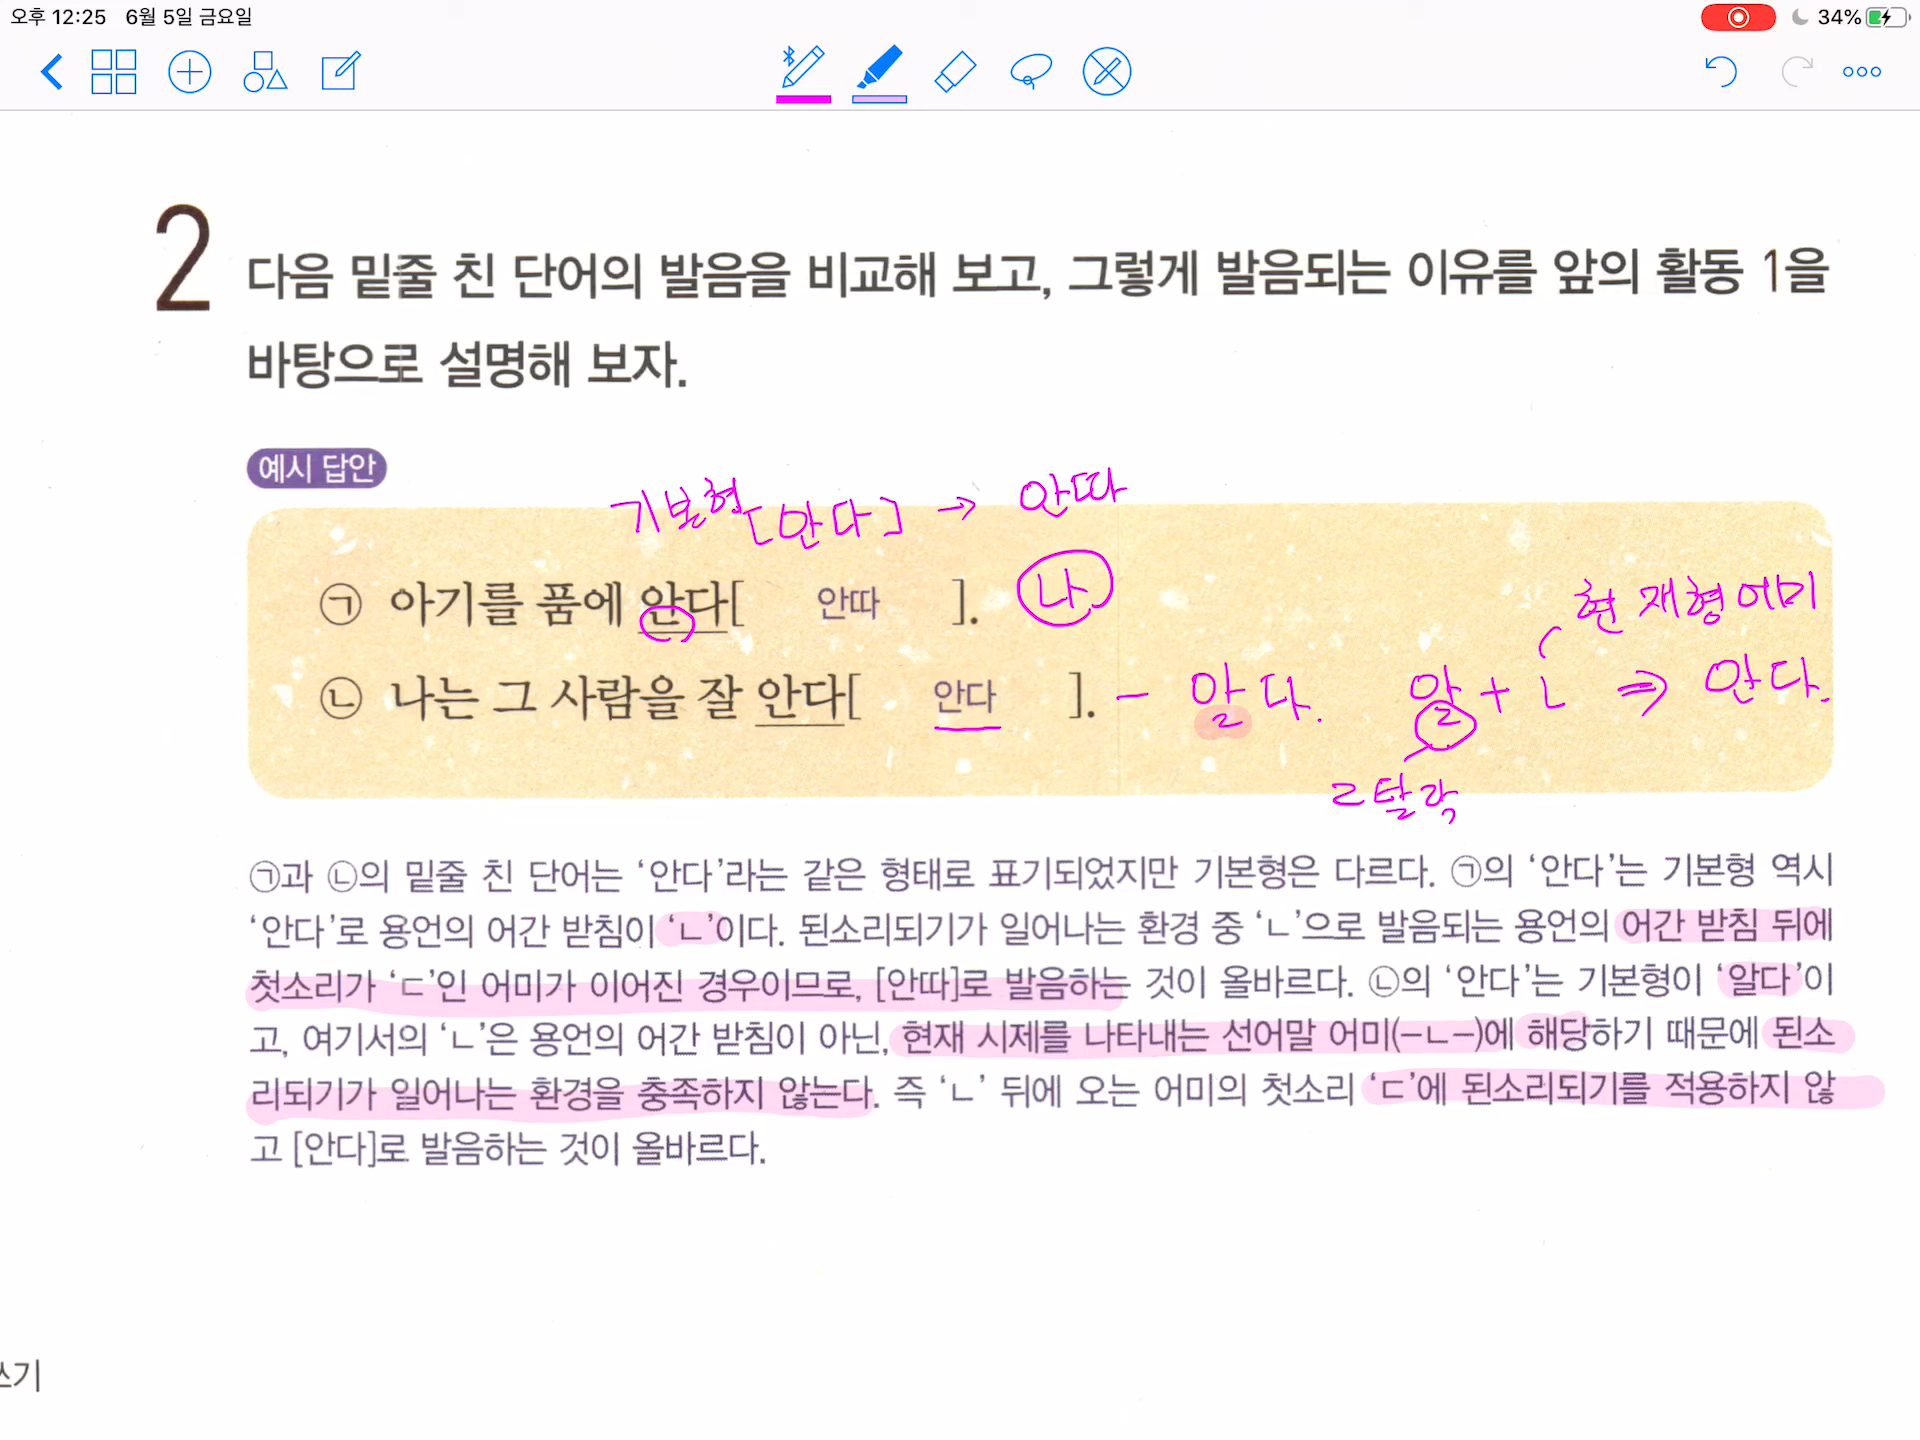 오후 12:25 6월 5일 금요일
34%
2 다음 밑줄 친 단어의 발음을 비교해 보고, 그렇게 발음되는 이유를 앞의 활동 1을
바탕으로 설명해 보자.
예시 답안
기본형 [안다] → 안따
㉠ 아기를 품에 안다[ 안따 ]. 나
현재형어미
㉡ 나는 그 사람을 잘 안다[ 안다 ]. - 알다. 알+ㄴ ⇒ 안다.
ㄹ탈락
㉠과 ㉡의 밑줄 친 단어는 ‘안다’라는 같은 형태로 표기되었지만 기본형은 다르다. ㉠의 ‘안다’는 기본형 역시
‘안다’로 용언의 어간 받침이 ‘ㄴ’이다. 된소리되기가 일어나는 환경 중 ‘ㄴ’으로 발음되는 용언의 어간 받침 뒤에
첫소리가 ‘ㄷ’인 어미가 이어진 경우이므로, [안따]로 발음하는 것이 올바르다. ㉡의 ‘안다’는 기본형이 ‘알다’이
고, 여기서의 ‘ㄴ’은 용언의 어간 받침이 아닌, 현재 시제를 나타내는 선어말 어미(–ㄴ–)에 해당하기 때문에 된소
리되기가 일어나는 환경을 충족하지 않는다. 즉 ‘ㄴ’ 뒤에 오는 어미의 첫소리 ‘ㄷ’에 된소리되기를 적용하지 않
고 [안다]로 발음하는 것이 올바르다.
쓰기